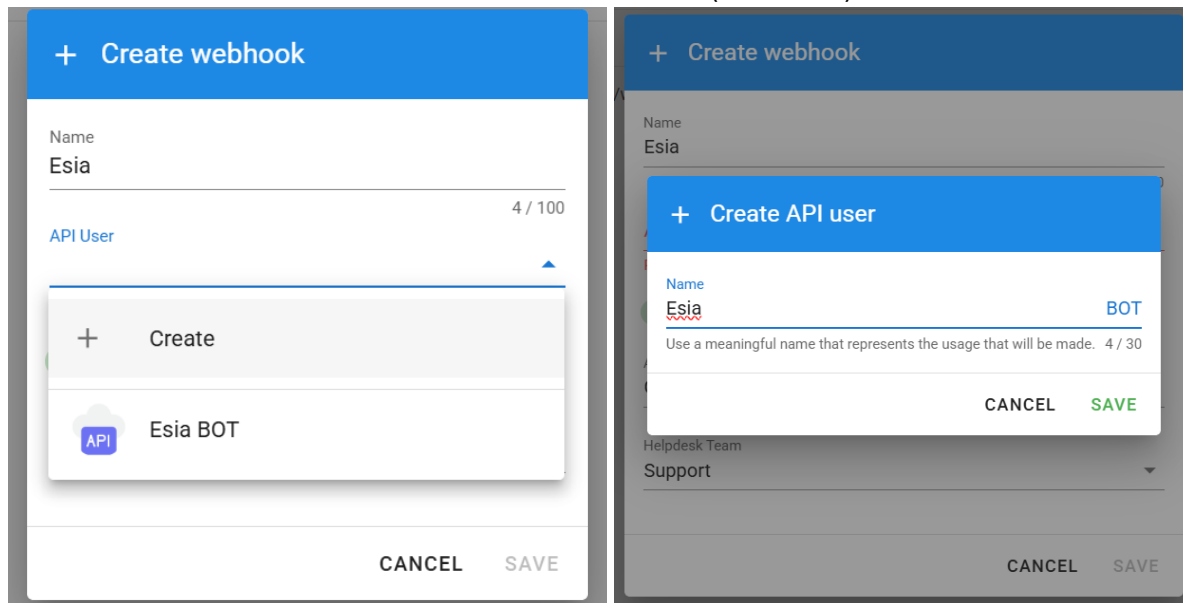 Create webhook
Name
Esia
4 / 100
API User
Create
API
Esia BOT
CANCEL SAVE
Create webhook
Name
Esia
Create API user
Name
Esia BOT
Use a meaningful name that represents the usage that will be made. 4 / 30
CANCEL SAVE
Helpdesk Team
Support
CANCEL SAVE